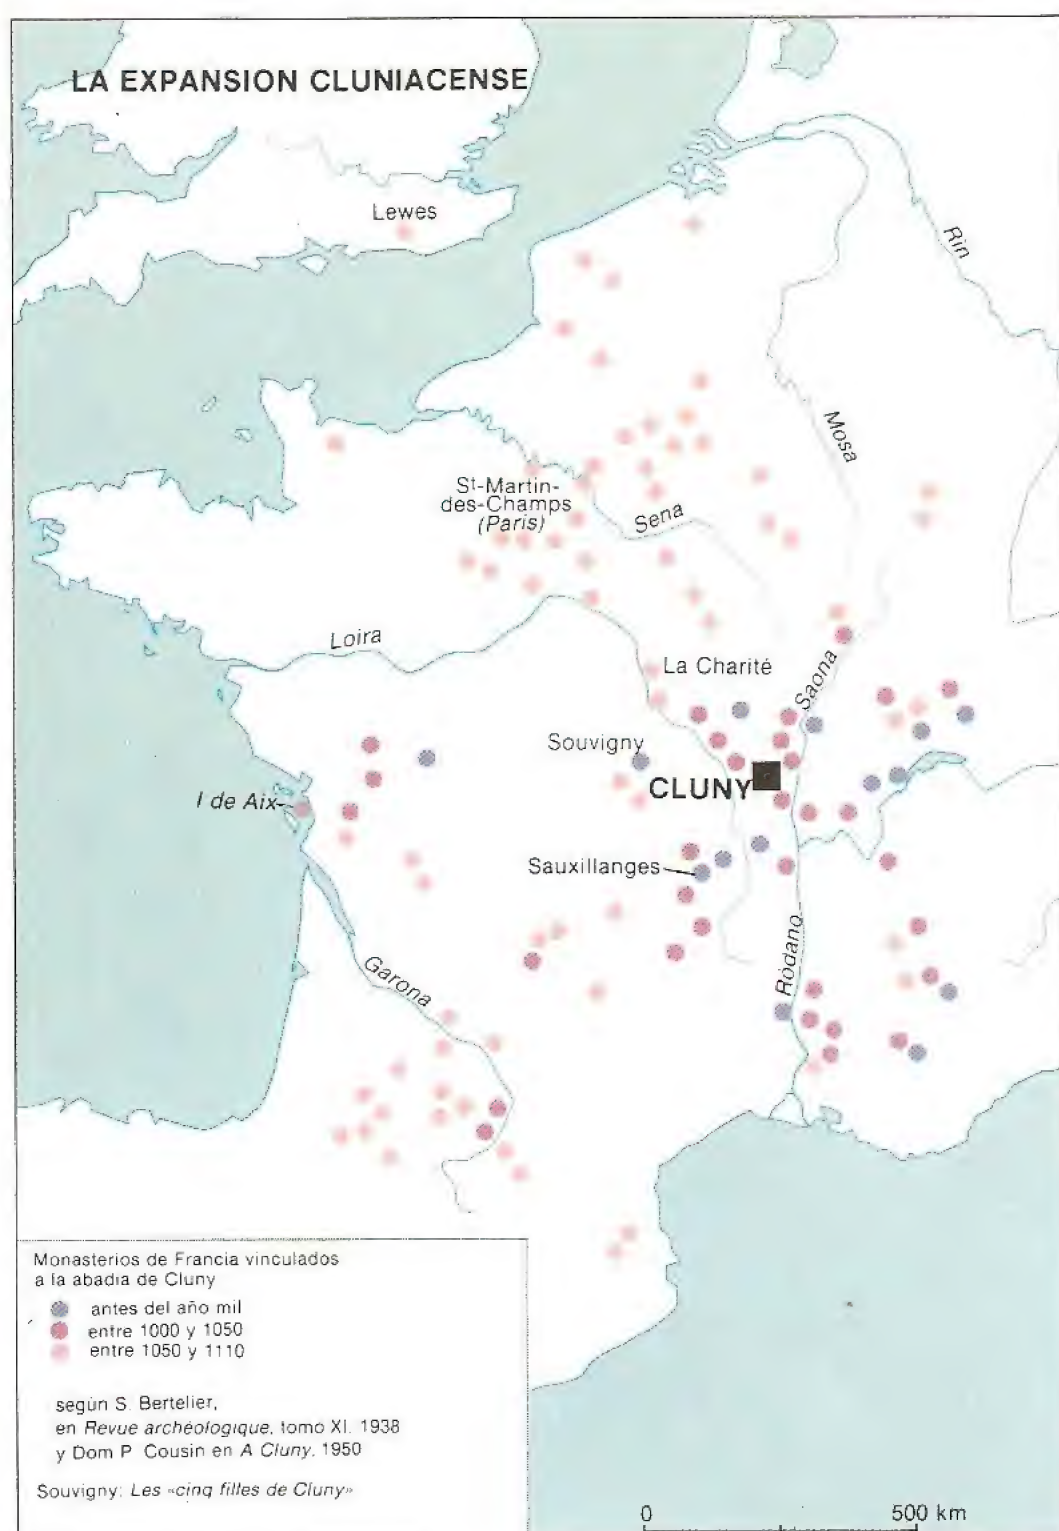 LA EXPANSION CLUNIACENSE
Lewes
Rin
Mosa
St-Martin-
des-Champs
(Paris)
Sena
Loira
La Charité
Saona
Souvigny
CLUNY
I de Aix
Sauxillanges
Ródano
Garona
Monasterios de Francia vinculados
a la abadia de Cluny
antes del año mil
entre 1000 y 1050
entre 1050 y 1110
según S. Bertelier,
en Revue archéologique, tomo XI. 1938
y Dom P. Cousin en A Cluny, 1950
Souvigny: Les «cinq filles de Cluny»
0 500 km